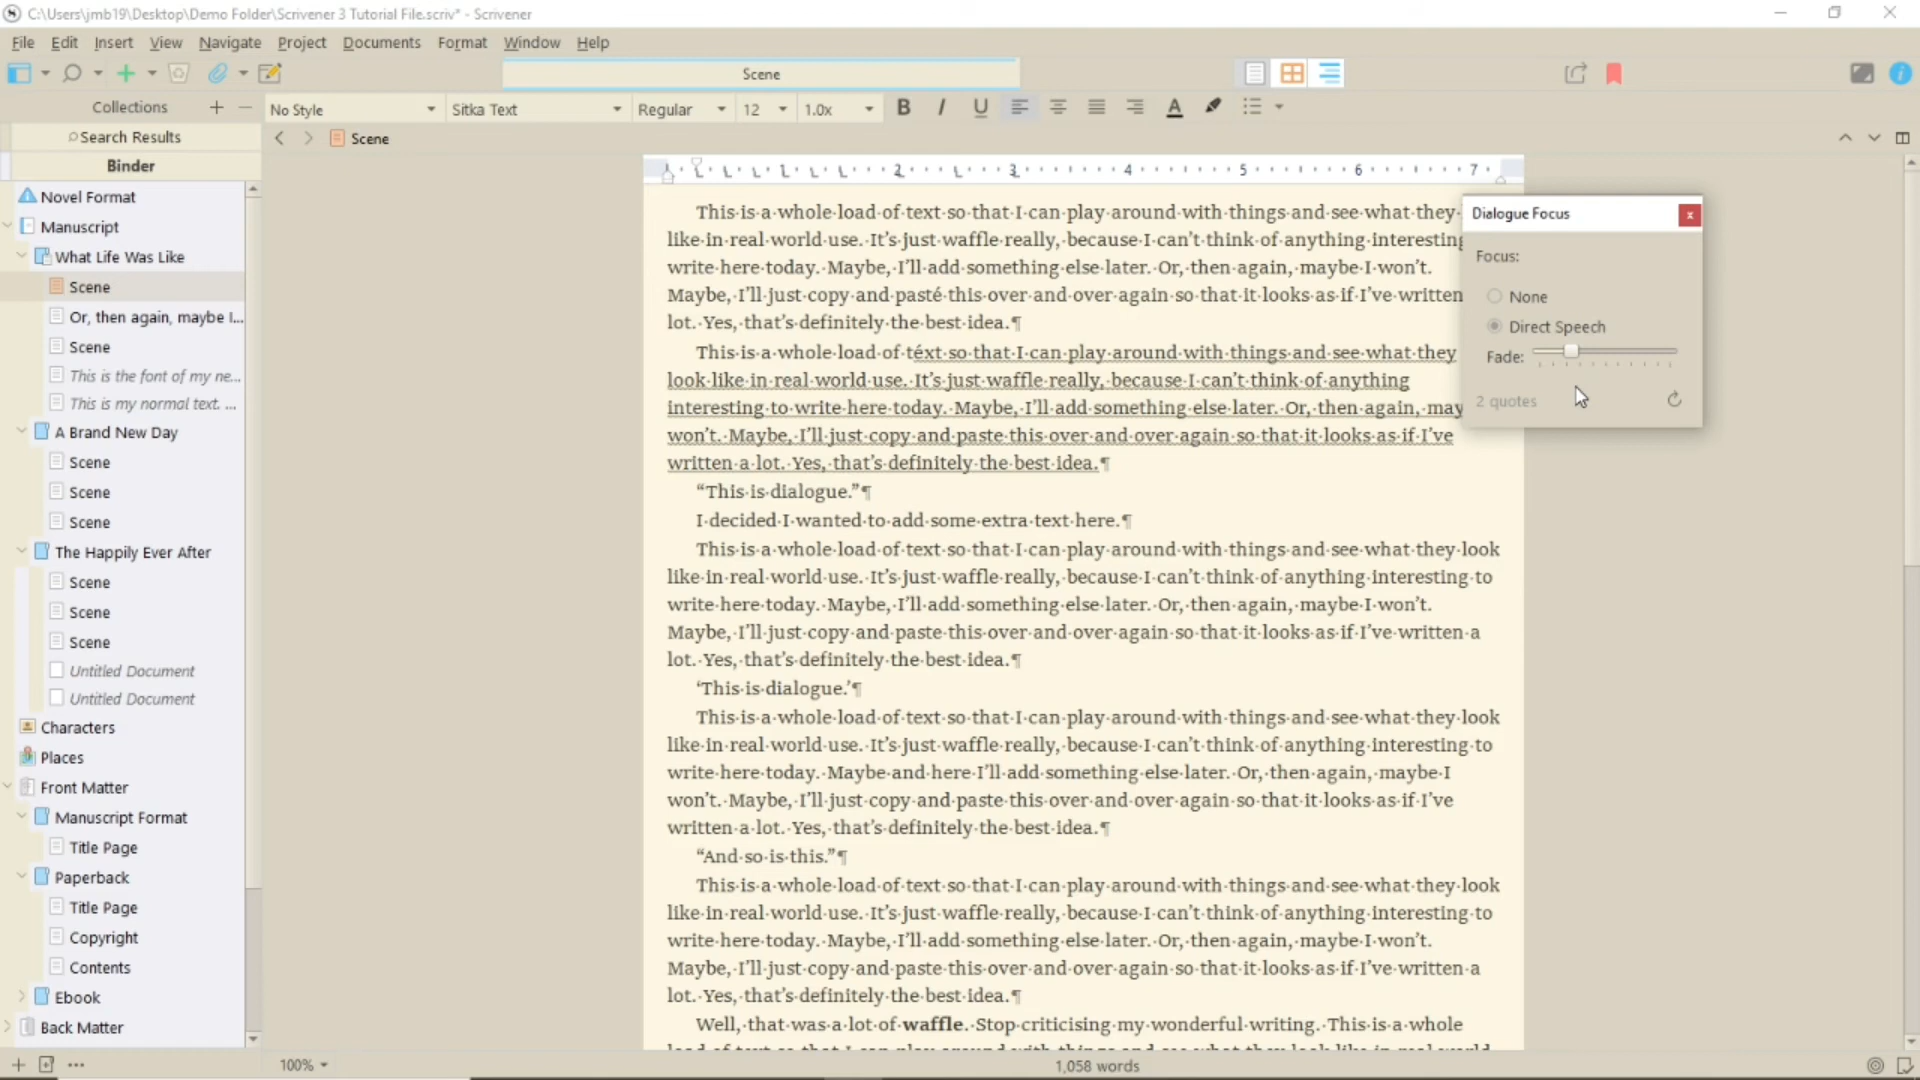 C:\Users\jmb19\Desktop\Demo Folder\Scrivener 3 Tutorial File.scriv* - Scrivener
File Edit Insert View Navigate Project Documents Format Window Help
Scene
Collections
No Style Sitka Text Regular 12 1.0x B I U A
Search Results
Scene
Binder
1 2 3 4 5 6 7
Novel Format
Manuscript
What Life Was Like
Scene
Or, then again, maybe I...
Scene
This is the font of my ne...
This is my normal text. ...
A Brand New Day
Scene
Scene
Scene
The Happily Ever After
Scene
Scene
Scene
Untitled Document
Untitled Document
Characters
Places
Front Matter
Manuscript Format
Title Page
Paperback
Title Page
Copyright
Contents
Ebook
Back Matter
This·is·a·whole·load·of·text·so·that·I·can·play·around·with·things·and·see·what·they·
like·in·real·world·use.·It's·just·waffle·really,·because·I·can't·think·of·anything·interesting
write·here·today.·Maybe,·I'll·add·something·else·later.·Or,·then·again,·maybe·I·won't.
Maybe,·I'll·just·copy·and·pasté·this·over·and·over·again·so·that·it·looks·as·if·I've·written
lot.·Yes,·that's·definitely·the·best·idea.¶
This·is·a·whole·load·of·téxt·so·that·I·can·play·around·with·things·and·see·what·they
look·like·in·real·world·use.·It's·just·waffle·really,·because·I·can't·think·of·anything
interesting·to·write·here·today.·Maybe,·I'll·add·something·else·later.·Or,·then·again,·may
won't.·Maybe,·I'll·just·copy·and·paste·this·over·and·over·again·so·that·it·looks·as·if·I've
written·a·lot.·Yes,·that's·definitely·the·best·idea.¶
“This·is·dialogue.”¶
I·decided·I·wanted·to·add·some·extra·text·here.¶
This·is·a·whole·load·of·text·so·that·I·can·play·around·with·things·and·see·what·they·look
like·in·real·world·use.·It's·just·waffle·really,·because·I·can't·think·of·anything·interesting·to
write·here·today.·Maybe,·I'll·add·something·else·later.·Or,·then·again,·maybe·I·won't.
Maybe,·I'll·just·copy·and·paste·this·over·and·over·again·so·that·it·looks·as·if·I've·written·a
lot.·Yes,·that's·definitely·the·best·idea.¶
‘This·is·dialogue.’¶
This·is·a·whole·load·of·text·so·that·I·can·play·around·with·things·and·see·what·they·look
like·in·real·world·use.·It's·just·waffle·really,·because·I·can't·think·of·anything·interesting·to
write·here·today.·Maybe·and·here·I'll·add·something·else·later.·Or,·then·again,·maybe·I
won't.·Maybe,·I'll·just·copy·and·paste·this·over·and·over·again·so·that·it·looks·as·if·I've
written·a·lot.·Yes,·that's·definitely·the·best·idea.¶
“And·so·is·this.”¶
This·is·a·whole·load·of·text·so·that·I·can·play·around·with·things·and·see·what·they·look
like·in·real·world·use.·It's·just·waffle·really,·because·I·can't·think·of·anything·interesting·to
write·here·today.·Maybe,·I'll·add·something·else·later.·Or,·then·again,·maybe·I·won't.
Maybe,·I'll·just·copy·and·paste·this·over·and·over·again·so·that·it·looks·as·if·I've·written·a
lot.·Yes,·that's·definitely·the·best·idea.¶
Well,·that·was·a·lot·of·waffle.·Stop·criticising·my·wonderful·writing.·This·is·a·whole
load·of·text·so·that·I·can·play·around·with·things·and·see·what·they·look·like·in·real·world
Dialogue Focus
Focus:
None
Direct Speech
Fade:
2 quotes
100%
1,058 words